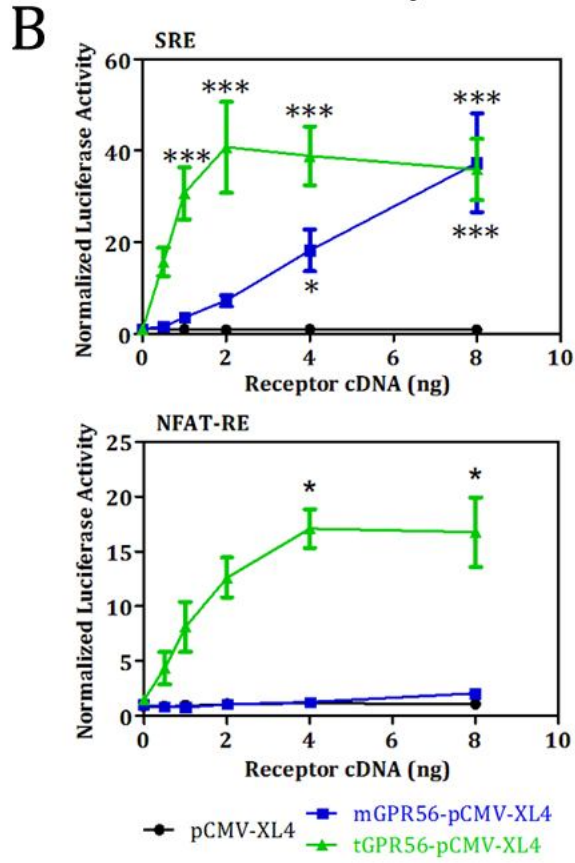 B
SRE
Normalized Luciferase Activity
60
40
20
0
***
***
***
***
*
***
0 2 4 6 8 10
Receptor cDNA (ng)
NFAT-RE
Normalized Luciferase Activity
25
20
15
10
5
0
*
*
0 2 4 6 8 10
Receptor cDNA (ng)
pCMV-XL4
mGPR56-pCMV-XL4
tGPR56-pCMV-XL4